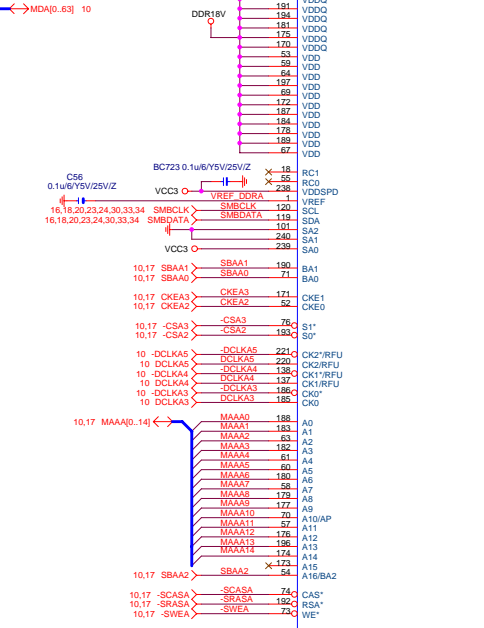 VDDQ
MDA[0..63] 10
191 VDDQ
DDR18V
194 VDDQ
181 VDDQ
175 VDDQ
170 VDDQ
53 VDD
59 VDD
64 VDD
197 VDD
69 VDD
172 VDD
187 VDD
184 VDD
178 VDD
189 VDD
67 VDD
BC723 0.1u/6/Y5V/25V/Z
18 RC1
C56
0.1u/6/Y5V/25V/Z
55 RC0
VCC3 238 VDDSPD
VREF_DDRA 1 VREF
16,18,20,23,24,30,33,34 SMBCLK SMBCLK 120 SCL
16,18,20,23,24,30,33,34 SMBDATA SMBDATA 119 SDA
101 SA2
240 SA1
VCC3 239 SA0
10,17 SBAA1 SBAA1 190 BA1
10,17 SBAA0 SBAA0 71 BA0
10,17 CKEA3 CKEA3 171 CKE1
10,17 CKEA2 CKEA2 52 CKE0
10,17 -CSA3 -CSA3 76 S1*
10,17 -CSA2 -CSA2 193 S0*
10 -DCLKA5 -DCLKA5 221 CK2*/RFU
10 DCLKA5 DCLKA5 220 CK2/RFU
10 -DCLKA4 -DCLKA4 138 CK1*/RFU
10 DCLKA4 DCLKA4 137 CK1/RFU
10 -DCLKA3 -DCLKA3 186 CK0*
10 DCLKA3 DCLKA3 185 CK0
10,17 MAAA[0..14] MAAA0 188 A0
MAAA1 183 A1
MAAA2 63 A2
MAAA3 182 A3
MAAA4 61 A4
MAAA5 60 A5
MAAA6 180 A6
MAAA7 58 A7
MAAA8 179 A8
MAAA9 177 A9
MAAA10 70 A10/AP
MAAA11 57 A11
MAAA12 176 A12
MAAA13 196 A13
MAAA14 174 A14
173 A15
10,17 SBAA2 SBAA2 54 A16/BA2
10,17 -SCASA -SCASA 74 CAS*
10,17 -SRASA -SRASA 192 RSA*
10,17 -SWEA -SWEA 73 WE*